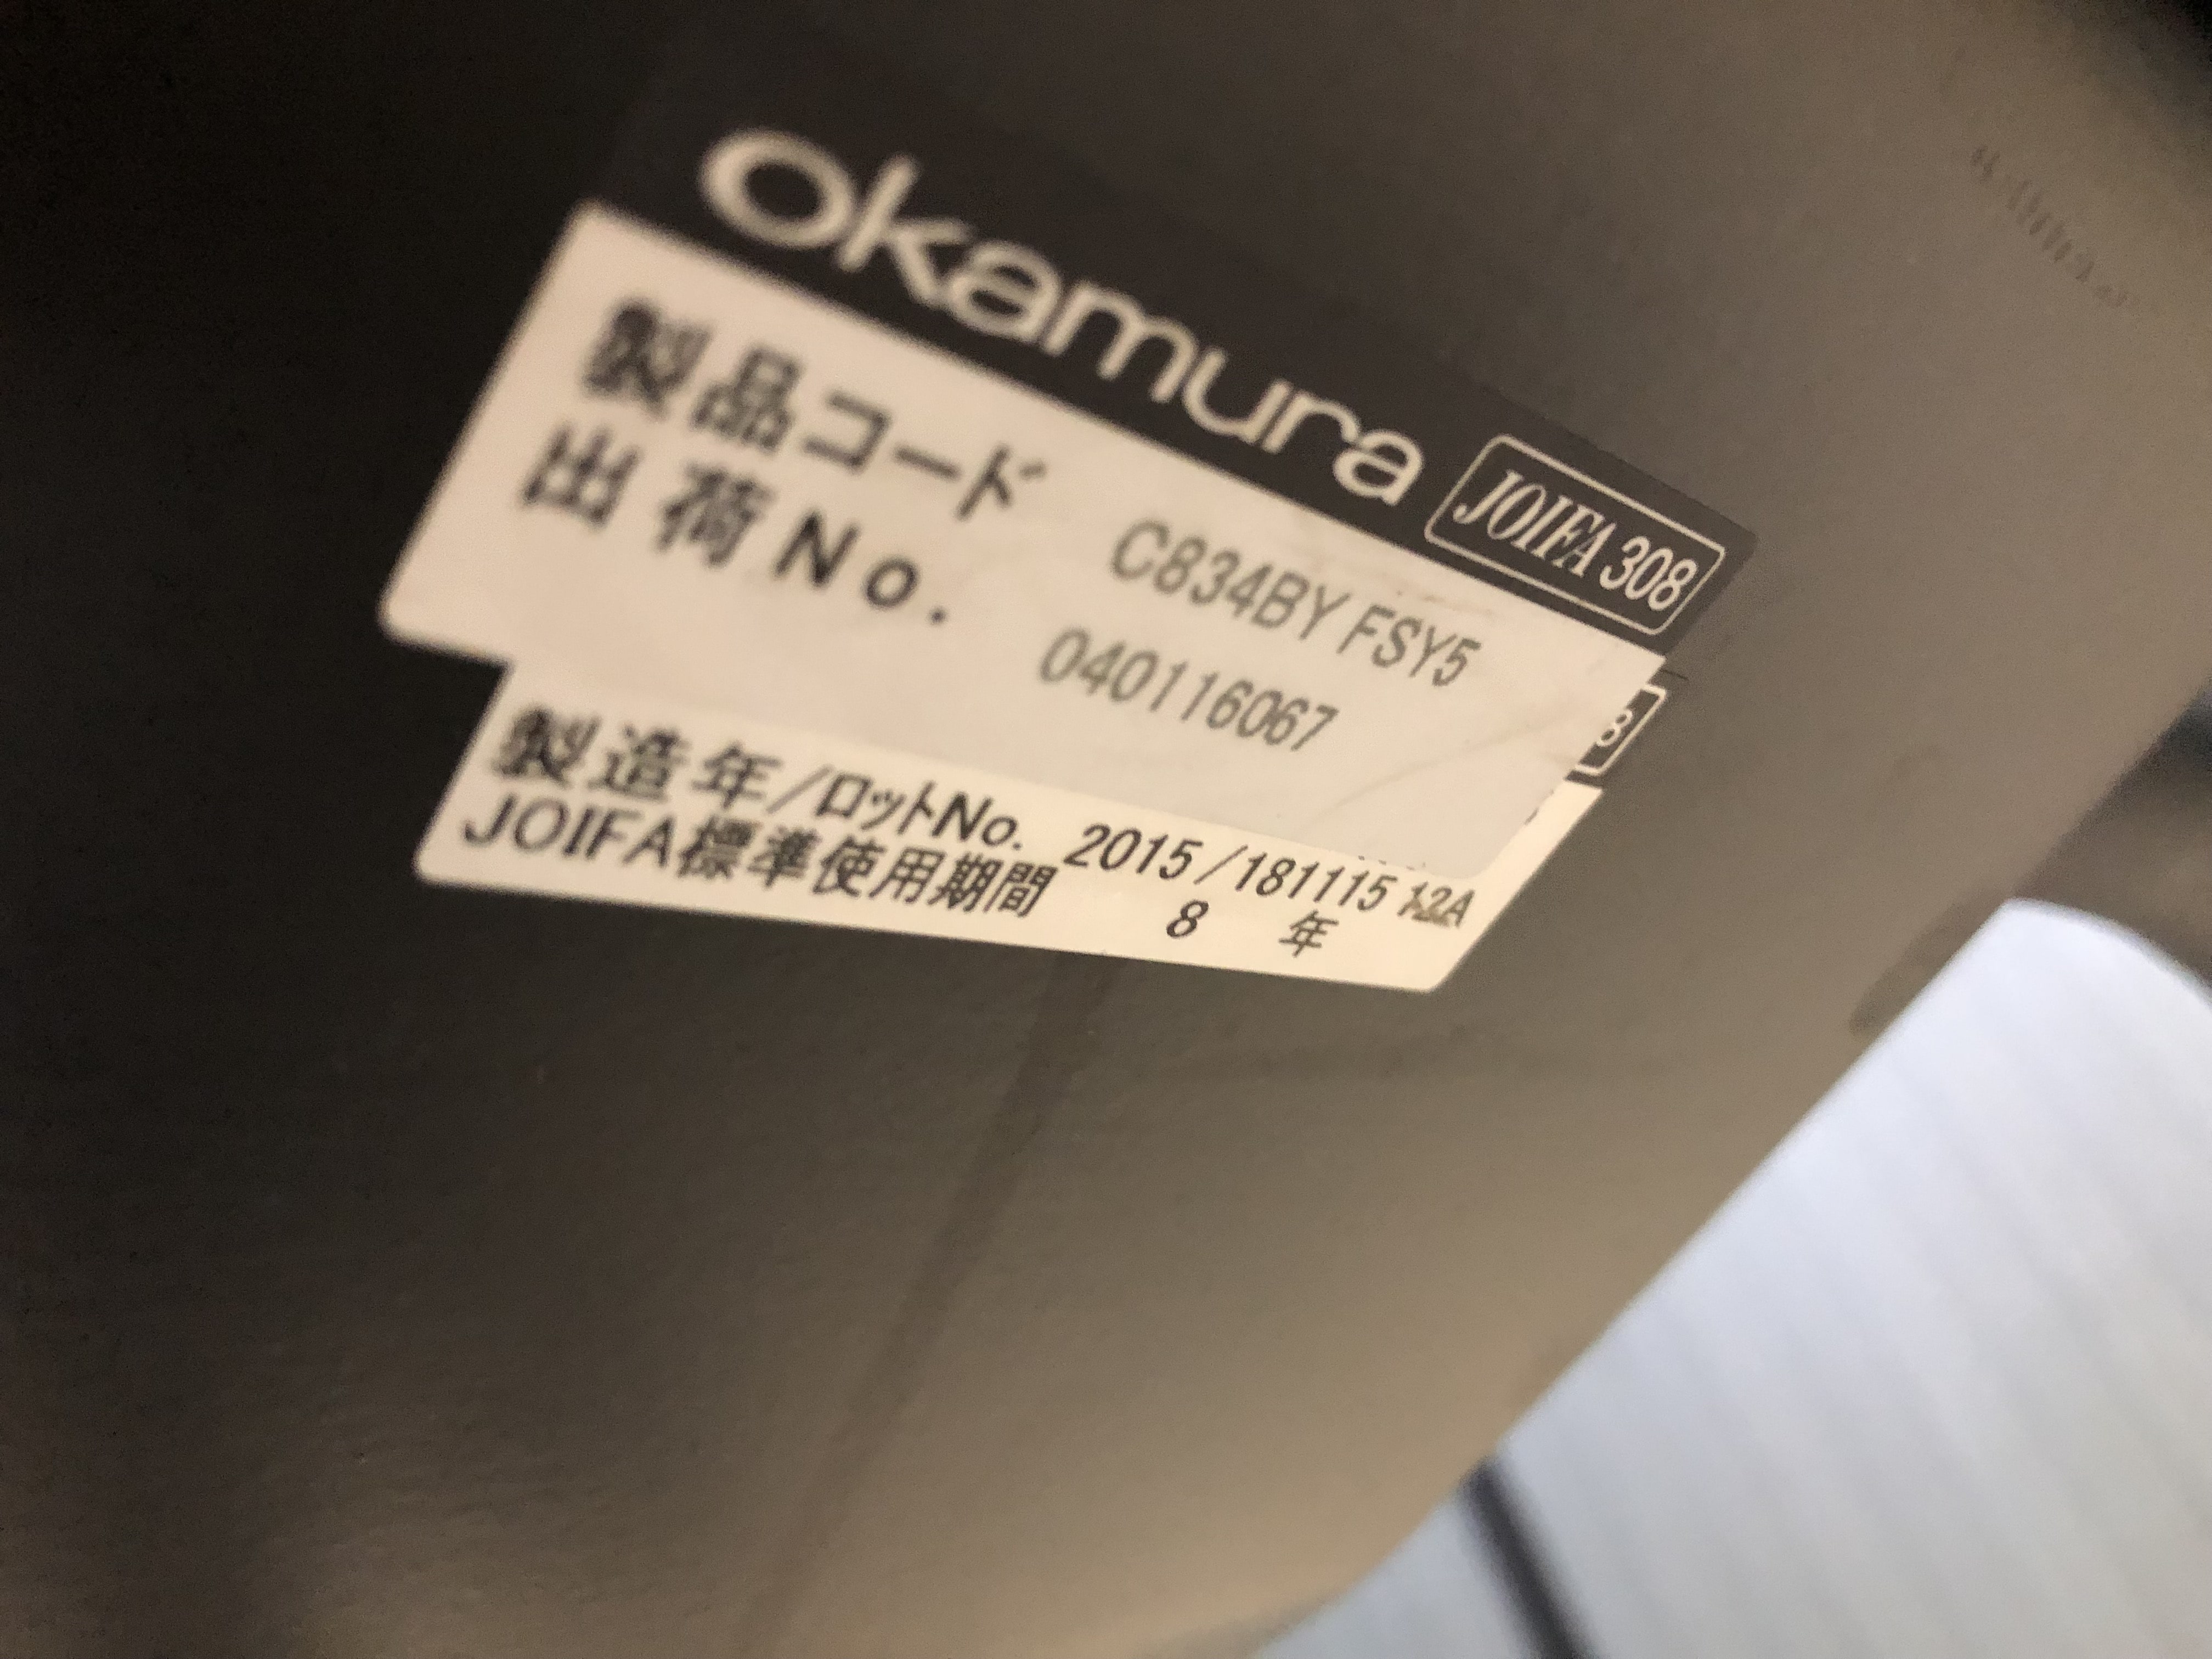 Okamura JOIFA 308
製品コード C834BY FSY5
出荷No. 040116067
8
製造年/ロットNo. 2015/181115 12A
JOIFA標準使用期間 8 年